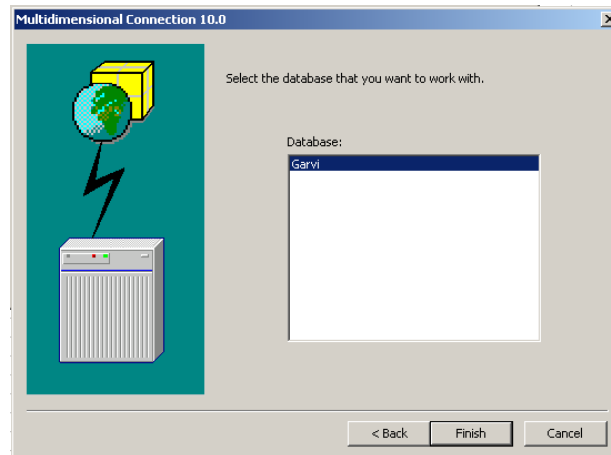 Multidimensional Connection 10.0
Select the database that you want to work with.
Database:
Garvi
< Back
Finish
Cancel